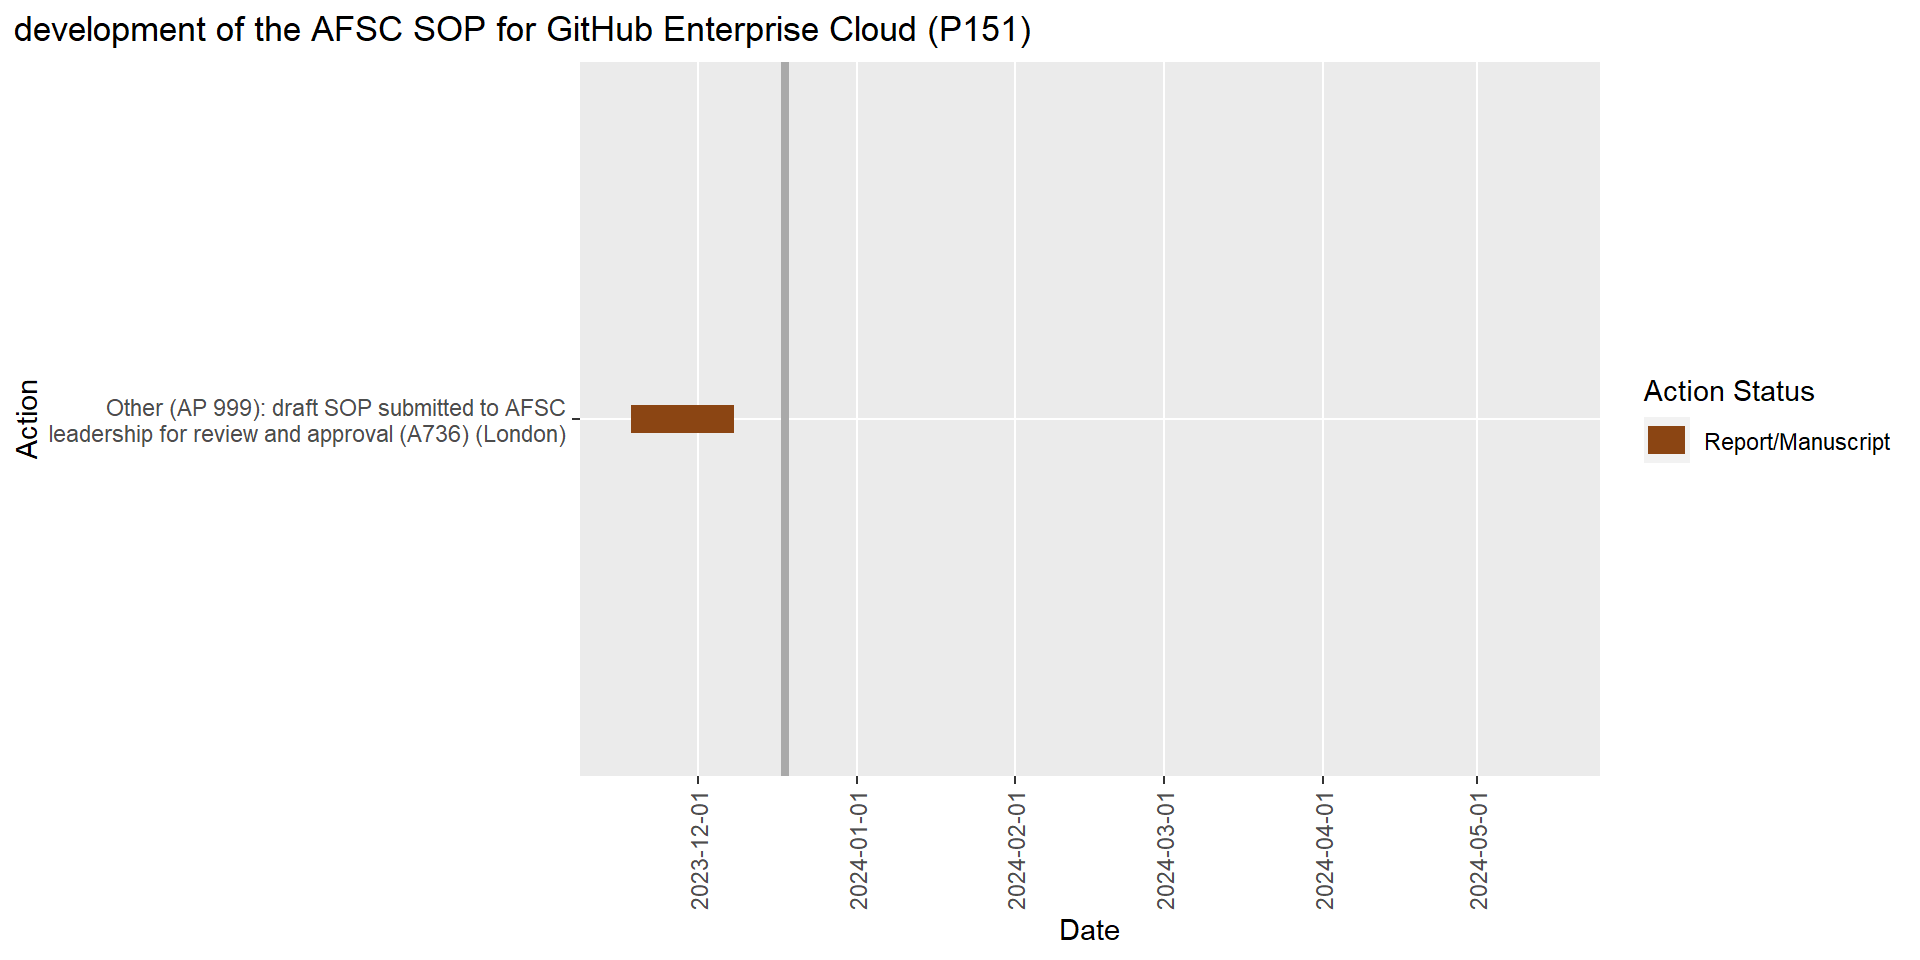 development of the AFSC SOP for GitHub Enterprise Cloud (P151)
Action
Other (AP 999): draft SOP submitted to AFSC
leadership for review and approval (A736) (London)
2023-12-01
2024-01-01
2024-02-01
2024-03-01
2024-04-01
2024-05-01
Date
Action Status
Report/Manuscript